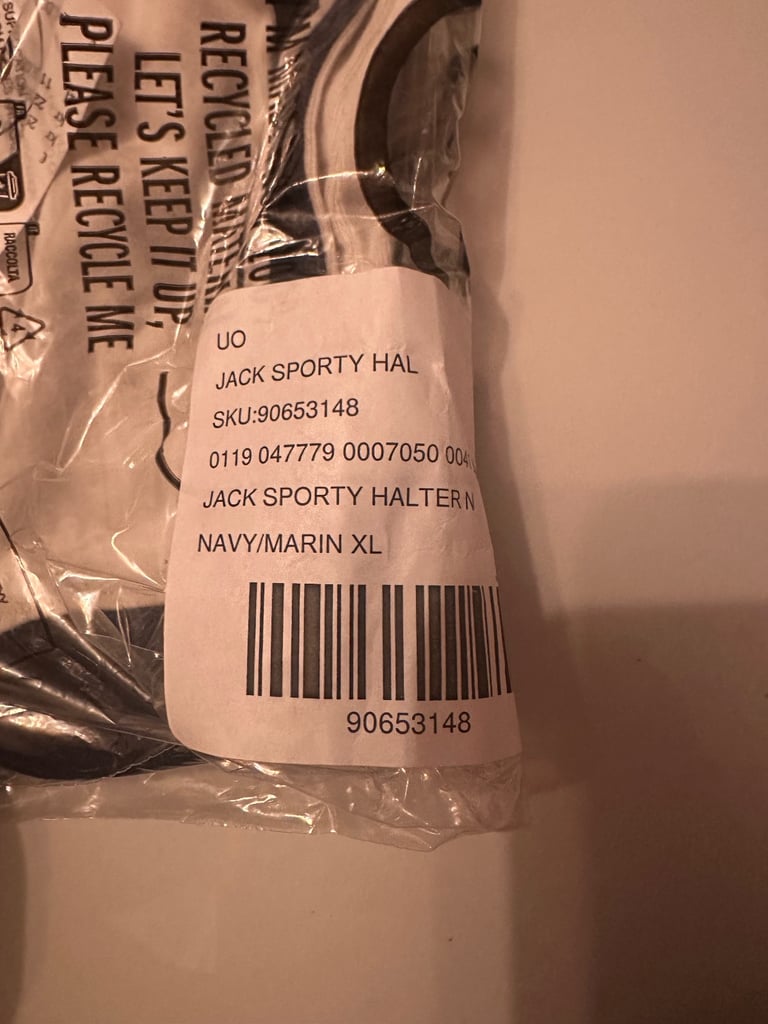 UO
JACK SPORTY HAL
SKU:90653148
0119 047779 0007050
JACK SPORTY HALTER N
NAVY/MARIN XL
90653148
RECYCLED
LET'S KEEP IT UP,
PLEASE RECYCLE ME
RACCOLTA
4